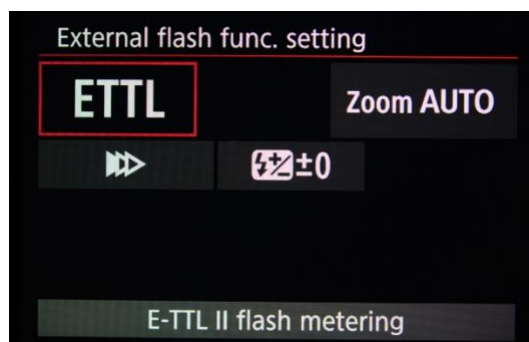 External flash func. setting
ETTL
Zoom AUTO
±0
E-TTL II flash metering